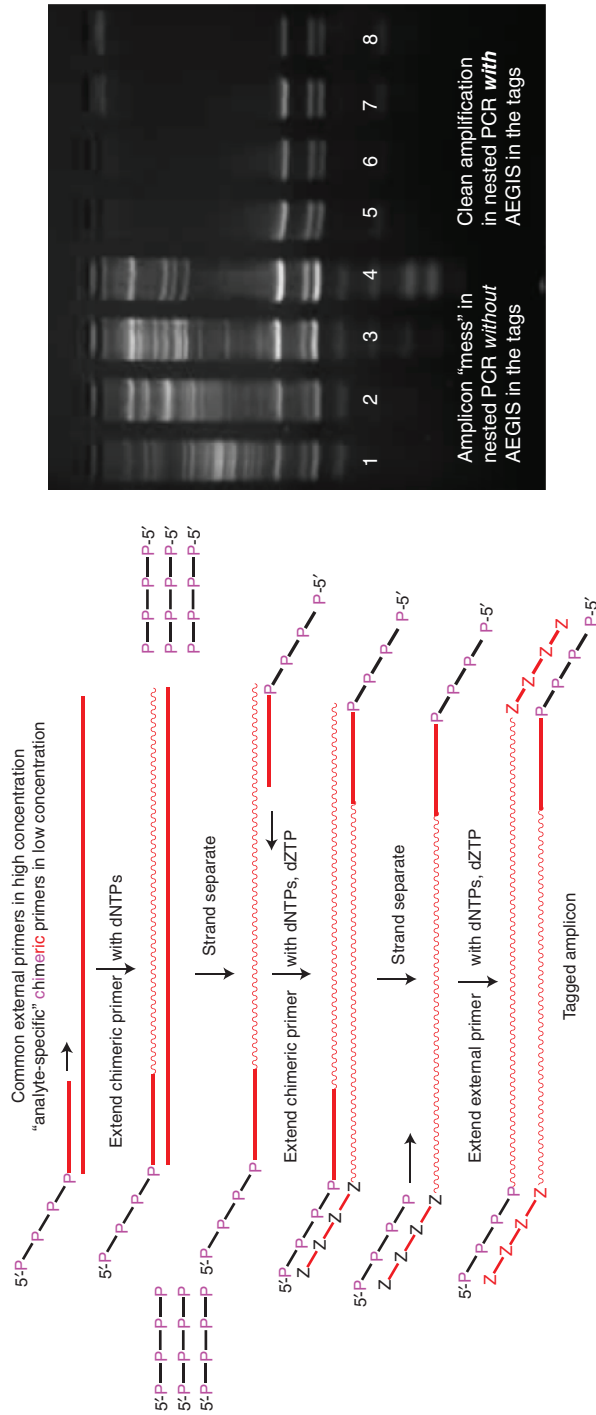 Common external primers in high concentration
“analyte-specific” chimeric primers in low concentration
5′-P P P P
Extend chimeric primer with dNTPs
5′-P P P P
P–P–P–P-5′
P–P–P–P-5′
P–P–P–P-5′
5′-P–P–P–P
5′-P–P–P–P
5′-P–P–P–P
Strand separate
5′-P P P P
P P P P-5′
Extend chimeric primer with dNTPs, dZTP
5′-P P P P
Z Z Z Z
P P P P-5′
Strand separate
5′-P P P P
Z Z Z Z
P P P P-5′
Extend external primer with dNTPs, dZTP
5′-P P P P
Z Z Z Z
Z Z Z Z
P P P P-5′
Tagged amplicon
1 2 3 4 5 6 7 8
Amplicon “mess” in
nested PCR without
AEGIS in the tags
Clean amplification
in nested PCR with
AEGIS in the tags